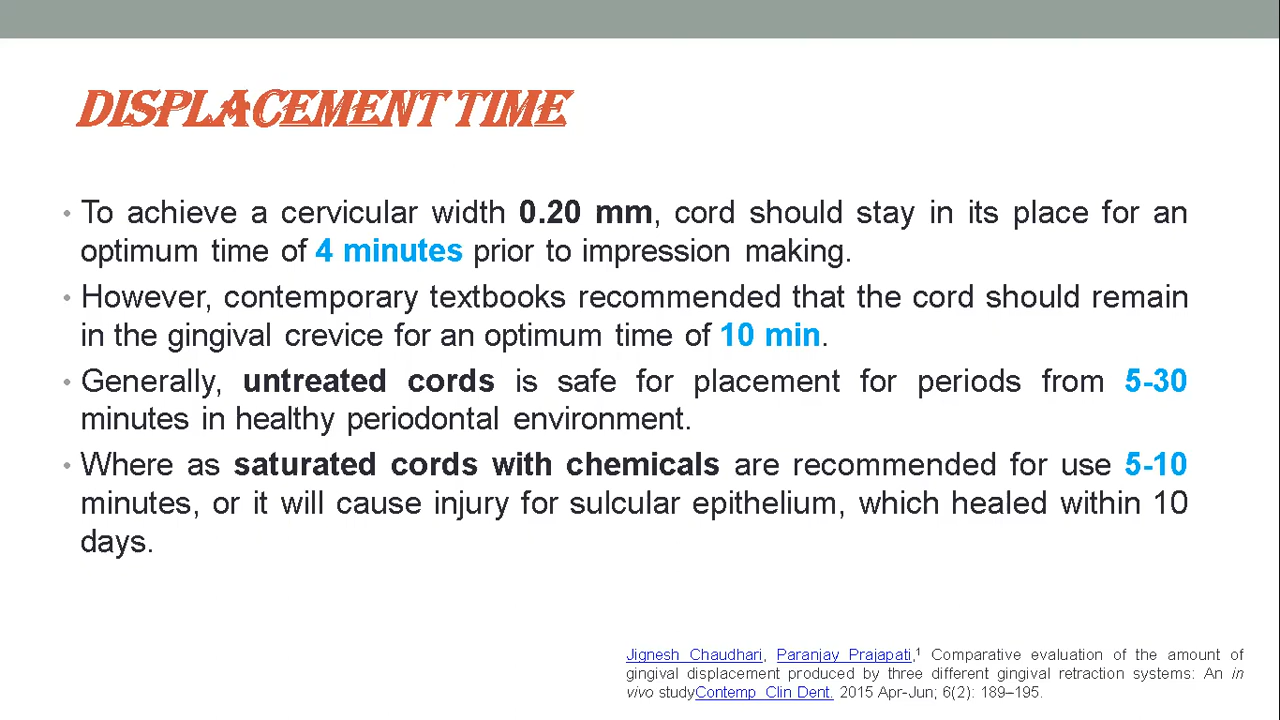 DISPLACEMENT TIME
• To achieve a cervicular width 0.20 mm, cord should stay in its place for an
optimum time of 4 minutes prior to impression making.
• However, contemporary textbooks recommended that the cord should remain
in the gingival crevice for an optimum time of 10 min.
• Generally, untreated cords is safe for placement for periods from 5-30
minutes in healthy periodontal environment.
• Where as saturated cords with chemicals are recommended for use 5-10
minutes, or it will cause injury for sulcular epithelium, which healed within 10
days.
Jignesh Chaudhari, Paranjay Prajapati,¹ Comparative evaluation of the amount of
gingival displacement produced by three different gingival retraction systems: An in
vivo studyContemp Clin Dent. 2015 Apr-Jun; 6(2): 189–195.